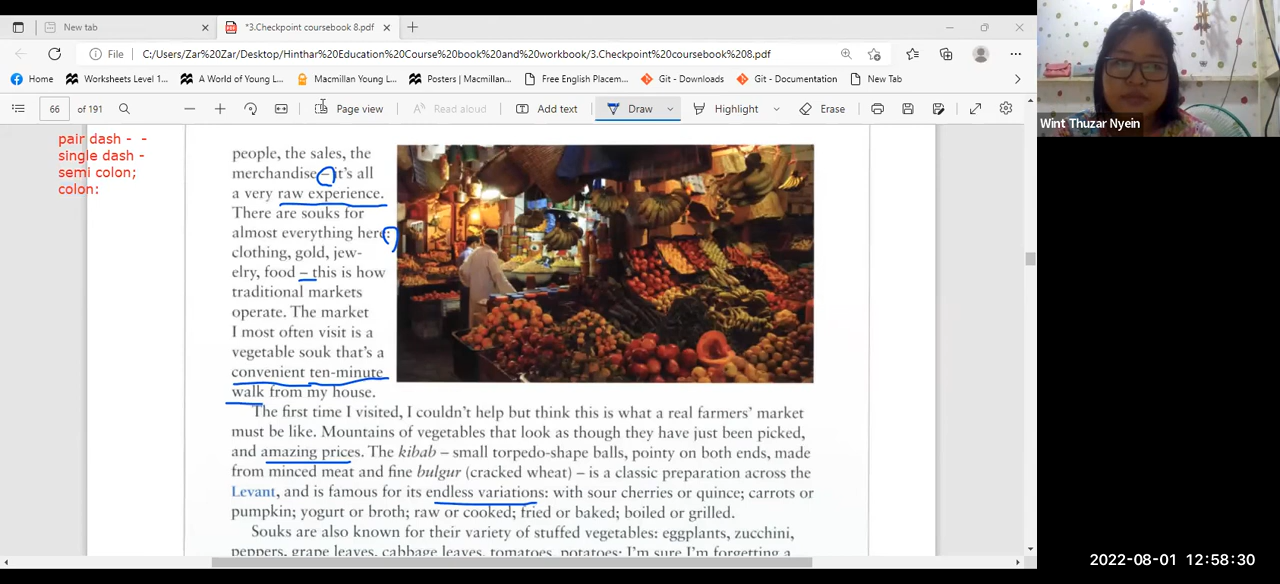 New tab
*3.Checkpoint coursebook 8.pdf
File
C:/Users/Zar%20Zar/Desktop/Hinthar%20Education%20Course%20book%20and%20workbook/3.Checkpoint%20coursebook%208.pdf
Home
Worksheets Level 1...
A World of Young L...
Macmillan Young L...
Posters | Macmillan...
Free English Placem...
Git - Downloads
Git - Documentation
New Tab
66 of 191
Page view
Read aloud
Add text
Draw
Highlight
Erase
pair dash - -
single dash -
semi colon;
colon:
people, the sales, the
merchandise – it's all
a very raw experience.
There are souks for
almost everything here:
clothing, gold, jew-
elry, food – this is how
traditional markets
operate. The market
I most often visit is a
vegetable souk that's a
convenient ten-minute
walk from my house.
The first time I visited, I couldn't help but think this is what a real farmers' market
must be like. Mountains of vegetables that look as though they have just been picked,
and amazing prices. The kibab – small torpedo-shape balls, pointy on both ends, made
from minced meat and fine bulgur (cracked wheat) – is a classic preparation across the
Levant, and is famous for its endless variations: with sour cherries or quince; carrots or
pumpkin; yogurt or broth; raw or cooked; fried or baked; boiled or grilled.
Souks are also known for their variety of stuffed vegetables: eggplants, zucchini,
peppers, grape leaves, cabbage leaves, tomatoes, potatoes: I'm sure I'm forgetting a
Wint Thuzar Nyein
2022-08-01 12:58:30